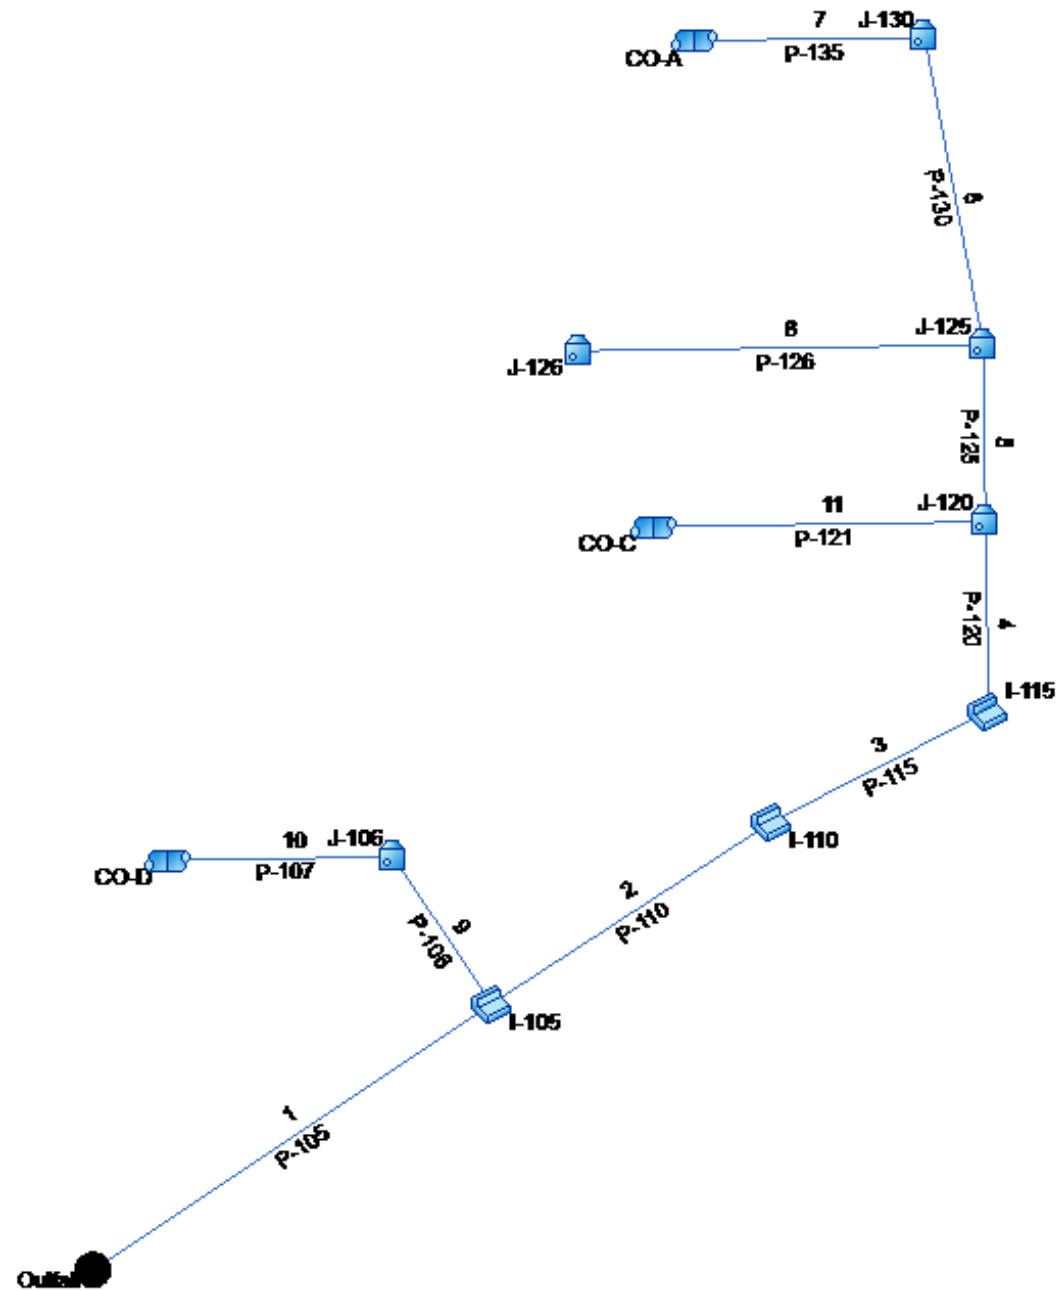 7 J-130
CO-A P-135
6
P-130
8 J-125
J-126 P-126
5
P-125
11 J-120
CO-C P-121
4
P-120
I-115
3
P-115
I-110
10 J-106
CO-D P-107
2
P-110
9
P-106
I-105
1
P-105
Outfall